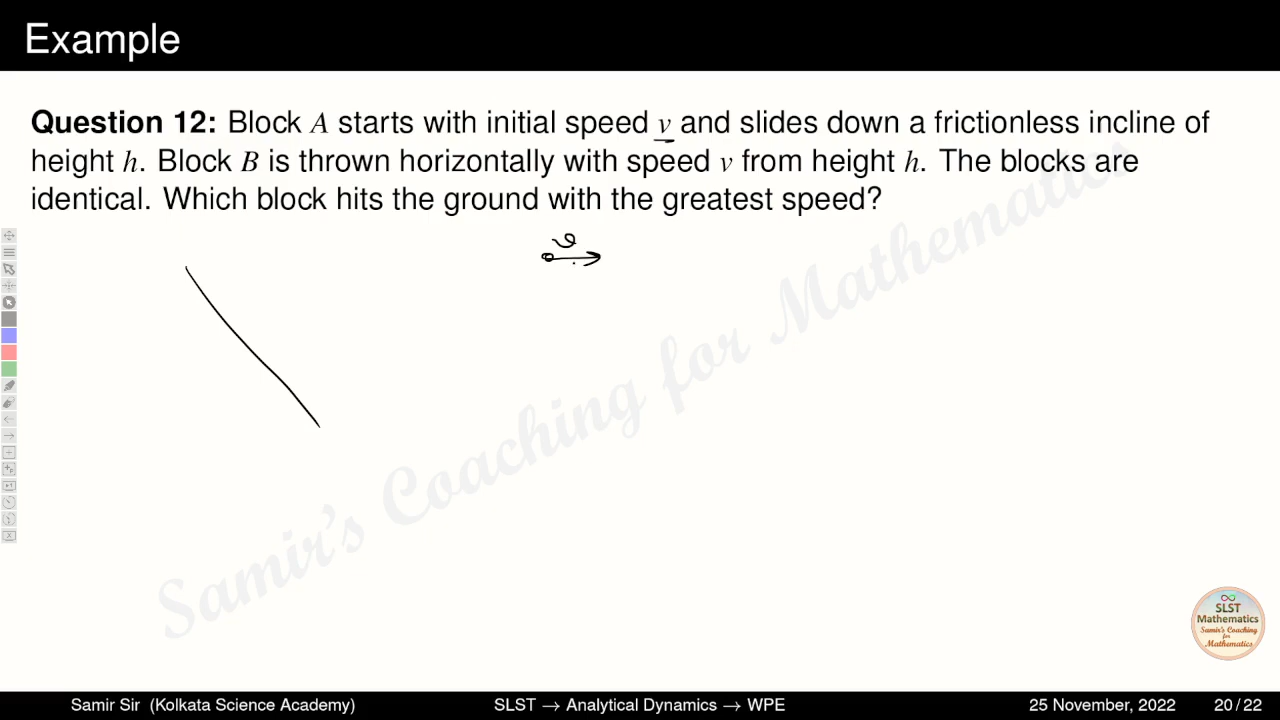 Example
Question 12: Block A starts with initial speed v and slides down a frictionless incline of
height h. Block B is thrown horizontally with speed v from height h. The blocks are
identical. Which block hits the ground with the greatest speed?
v
Samir's Coaching for Mathematics
SLST
Mathematics
Samir's Coaching
for
Mathematics
Samir Sir (Kolkata Science Academy)
SLST → Analytical Dynamics → WPE
25 November, 2022
20 / 22